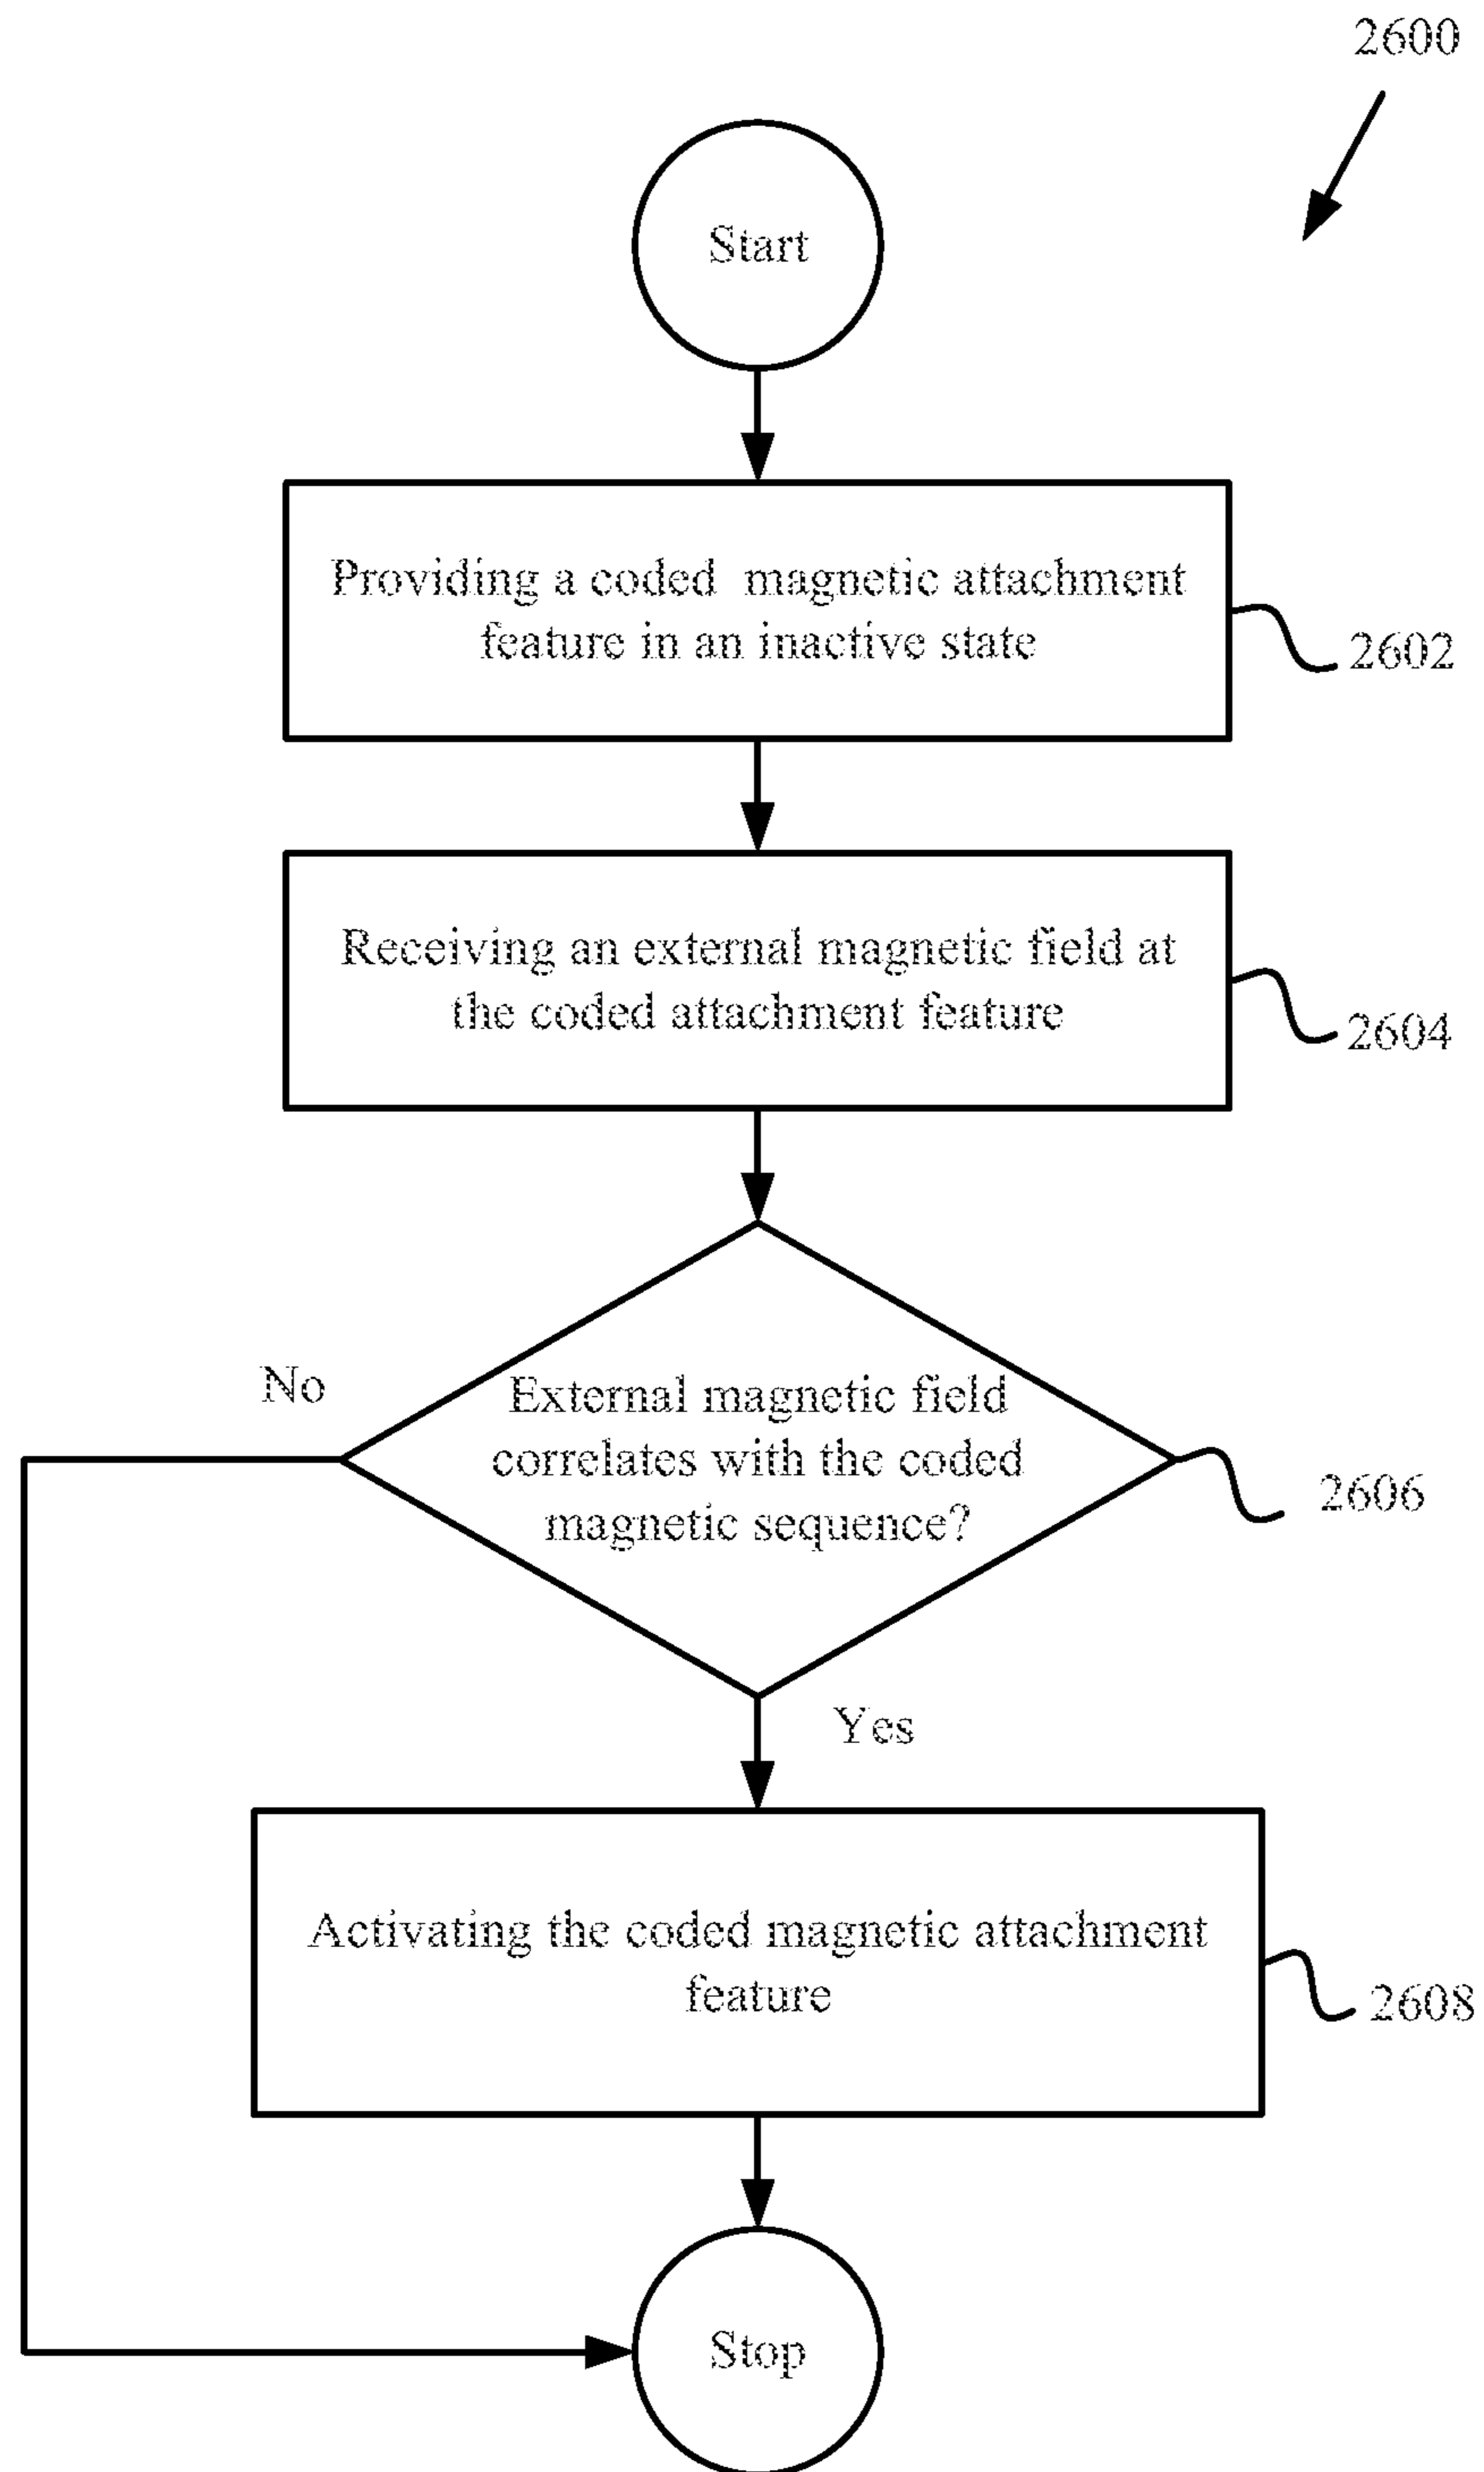 2600
Start
Providing a coded magnetic attachment
feature in an inactive state
2602
Receiving an external magnetic field at
the coded attachment feature
2604
No
External magnetic field
correlates with the coded
magnetic sequence?
2606
Yes
Activating the coded magnetic attachment
feature
2608
Stop